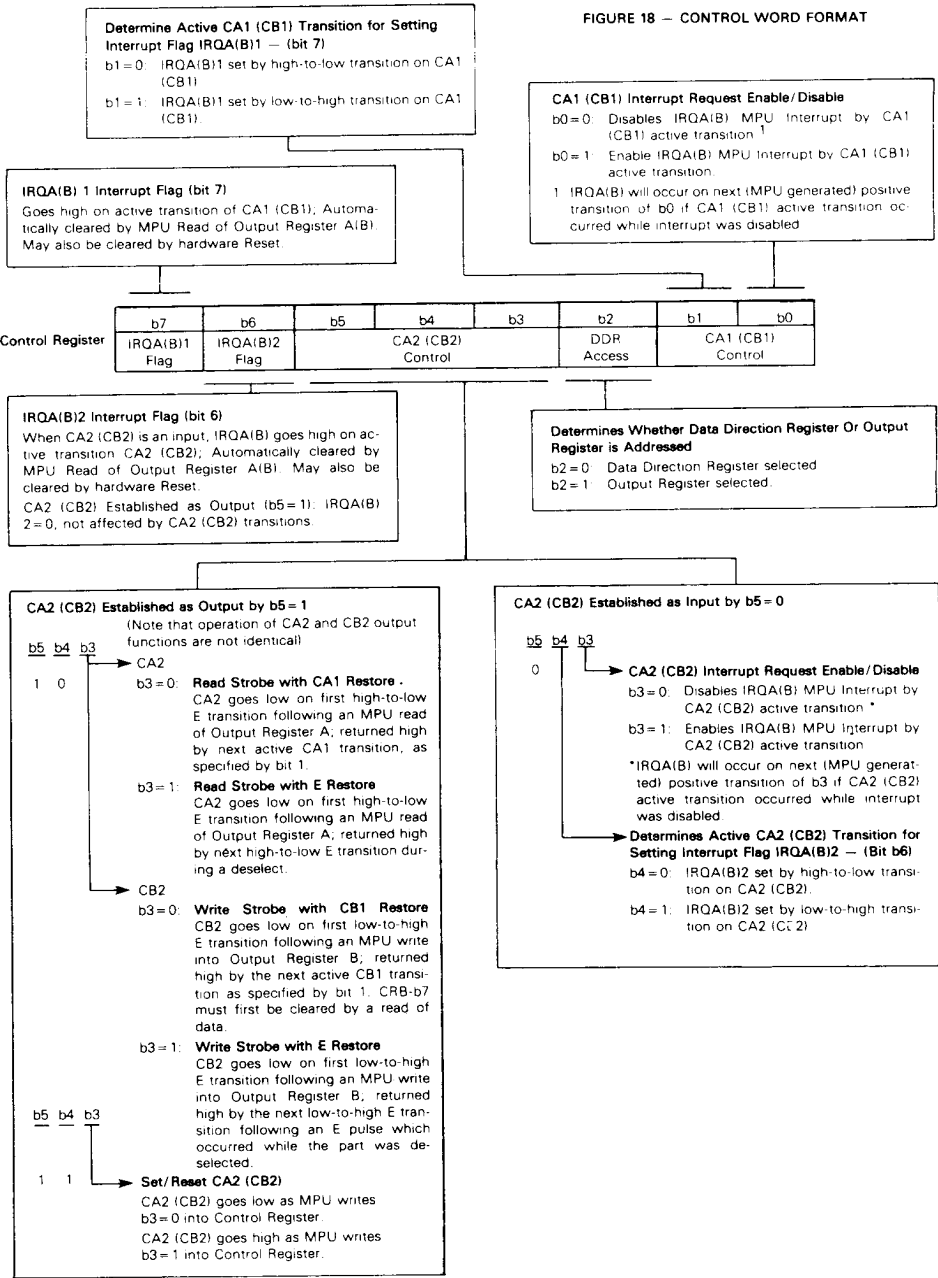 FIGURE 18 — CONTROL WORD FORMAT
Determine Active CA1 (CB1) Transition for Setting
Interrupt Flag IRQA(B)1 — (bit 7)
b1=0: IRQA(B)1 set by high-to-low transition on CA1
(CB1)
b1=1: IRQA(B)1 set by low-to-high transition on CA1
(CB1).
CA1 (CB1) Interrupt Request Enable/Disable
b0=0: Disables IRQA(B) MPU Interrupt by CA1
(CB1) active transition 1
b0=1: Enable IRQA(B) MPU Interrupt by CA1 (CB1)
active transition.
1 IRQA(B) will occur on next (MPU generated) positive
transition of b0 if CA1 (CB1) active transition oc-
curred while interrupt was disabled
IRQA(B) 1 Interrupt Flag (bit 7)
Goes high on active transition of CA1 (CB1); Automa-
tically cleared by MPU Read of Output Register A(B).
May also be cleared by hardware Reset.
b7 b6 b5 b4 b3 b2 b1 b0
Control Register
IRQA(B)1 IRQA(B)2 CA2 (CB2) DDR CA1 (CB1)
Flag Flag Control Access Control
IRQA(B)2 Interrupt Flag (bit 6)
When CA2 (CB2) is an input, IRQA(B) goes high on ac-
tive transition CA2 (CB2); Automatically cleared by
MPU Read of Output Register A(B). May also be
cleared by hardware Reset.
CA2 (CB2) Established as Output (b5=1): IRQA(B)
2=0, not affected by CA2 (CB2) transitions.
Determines Whether Data Direction Register Or Output
Register is Addressed
b2=0: Data Direction Register selected
b2=1: Output Register selected.
CA2 (CB2) Established as Output by b5=1
(Note that operation of CA2 and CB2 output
functions are not identical)
b5 b4 b3
CA2
1 0
b3=0: Read Strobe with CA1 Restore.
CA2 goes low on first high-to-low
E transition following an MPU read
of Output Register A; returned high
by next active CA1 transition, as
specified by bit 1.
b3=1: Read Strobe with E Restore
CA2 goes low on first high-to-low
E transition following an MPU read
of Output Register A; returned high
by next high-to-low E transition dur-
ing a deselect.
CB2
b3=0: Write Strobe with CB1 Restore
CB2 goes low on first low-to-high
E transition following an MPU write
into Output Register B; returned
high by the next active CB1 transi-
tion as specified by bit 1. CRB-b7
must first be cleared by a read of
data.
b3=1: Write Strobe with E Restore
CB2 goes low on first low-to-high
E transition following an MPU write
into Output Register B, returned
high by the next low-to-high E tran-
sition following an E pulse which
occurred while the part was de-
selected.
b5 b4 b3
1 1 Set/Reset CA2 (CB2)
CA2 (CB2) goes low as MPU writes
b3=0 into Control Register.
CA2 (CB2) goes high as MPU writes
b3=1 into Control Register.
CA2 (CB2) Established as Input by b5=0
b5 b4 b3
0 CA2 (CB2) Interrupt Request Enable/Disable
b3=0: Disables IRQA(B) MPU Interrupt by
CA2 (CB2) active transition *
b3=1: Enables IRQA(B) MPU Interrupt by
CA2 (CB2) active transition
*IRQA(B) will occur on next (MPU generat-
ed) positive transition of b3 if CA2 (CB2)
active transition occurred while interrupt
was disabled.
Determines Active CA2 (CB2) Transition for
Setting Interrupt Flag IRQA(B)2 — (Bit b6)
b4=0: IRQA(B)2 set by high-to-low transi-
tion on CA2 (CB2).
b4=1: IRQA(B)2 set by low-to-high transi-
tion on CA2 (CB2)